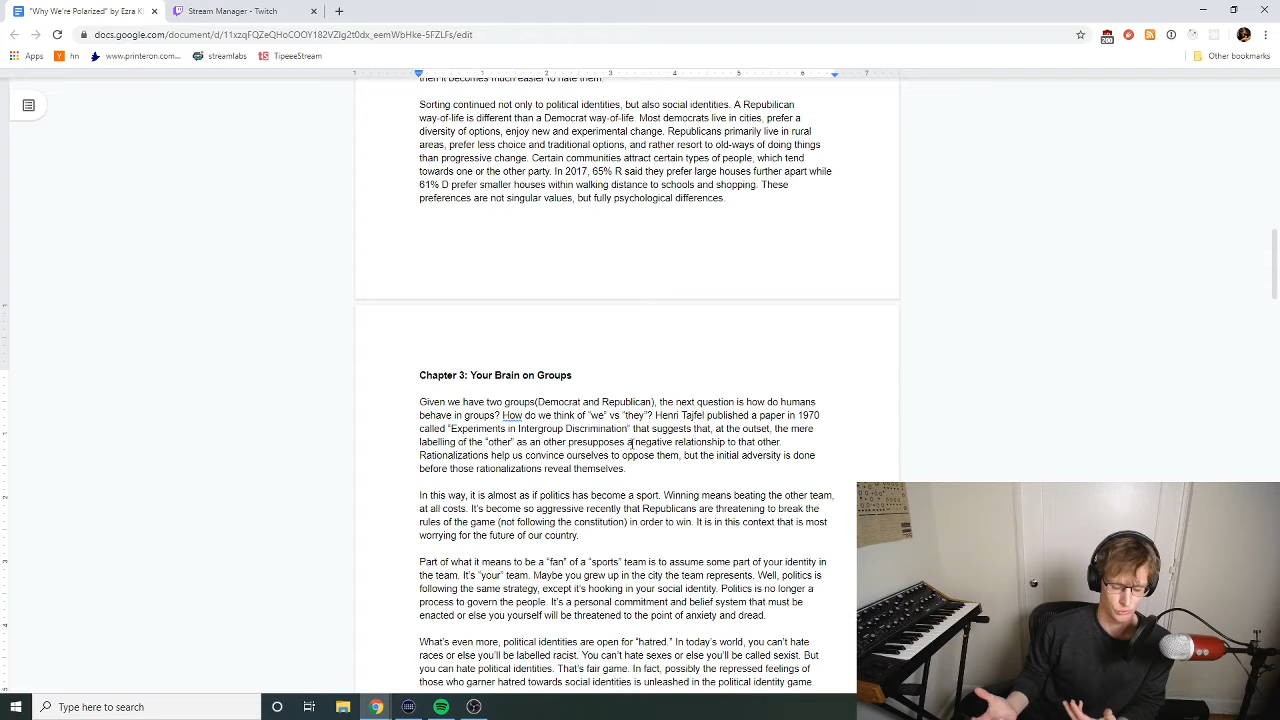 "Why We're Polarized" by Ezra Kl
Stream Manager - Twitch
docs.google.com/document/d/11xzqFQZeQHoCOOY182VZIg2t0dx_eemWbHke-5FZLFs/edit
200
Apps
hn
www.printeron.com...
streamlabs
TipeeeStream
Other bookmarks
1 1 2 3 4 5 6 7
then it becomes much easier to hate them.
Sorting continued not only to political identities, but also social identities. A Republican
way-of-life is different than a Democrat way-of-life. Most democrats live in cities, prefer a
diversity of options, enjoy new and experimental change. Republicans primarily live in rural
areas, prefer less choice and traditional options, and rather resort to old-ways of doing things
than progressive change. Certain communities attract certain types of people, which tend
towards one or the other party. In 2017, 65% R said they prefer large houses further apart while
61% D prefer smaller houses within walking distance to schools and shopping. These
preferences are not singular values, but fully psychological differences.
Chapter 3: Your Brain on Groups
Given we have two groups(Democrat and Republican), the next question is how do humans
behave in groups? How do we think of "we" vs "they"? Henri Tajfel published a paper in 1970
called "Experiments in Intergroup Discrimination" that suggests that, at the outset, the mere
labelling of the "other" as an other presupposes a negative relationship to that other.
Rationalizations help us convince ourselves to oppose them, but the initial adversity is done
before those rationalizations reveal themselves.
In this way, it is almost as if politics has become a sport. Winning means beating the other team,
at all costs. It's become so aggressive recently that Republicans are threatening to break the
rules of the game (not following the constitution) in order to win. It is in this context that is most
worrying for the future of our country.
Part of what it means to be a "fan" of a "sports" team is to assume some part of your identity in
the team. It's "your" team. Maybe you grew up in the city the team represents. Well, politics is
following the same strategy, except it's hooking in your social identity. Politics is no longer a
process to govern the people. It's a personal commitment and belief system that must be
enacted or else you yourself will be threatened to the point of anxiety and dread.
What's even more, political identities are open for "hatred." In today's world, you can't hate
races or else you'll be labelled racist. You can't hate sexes or else you'll be called sexist. But
you can hate political identities. That's fair game. In fact, possibly the repressed feelings of
those who garner hatred towards social identities is unleashed in the political identity game.
Type here to search